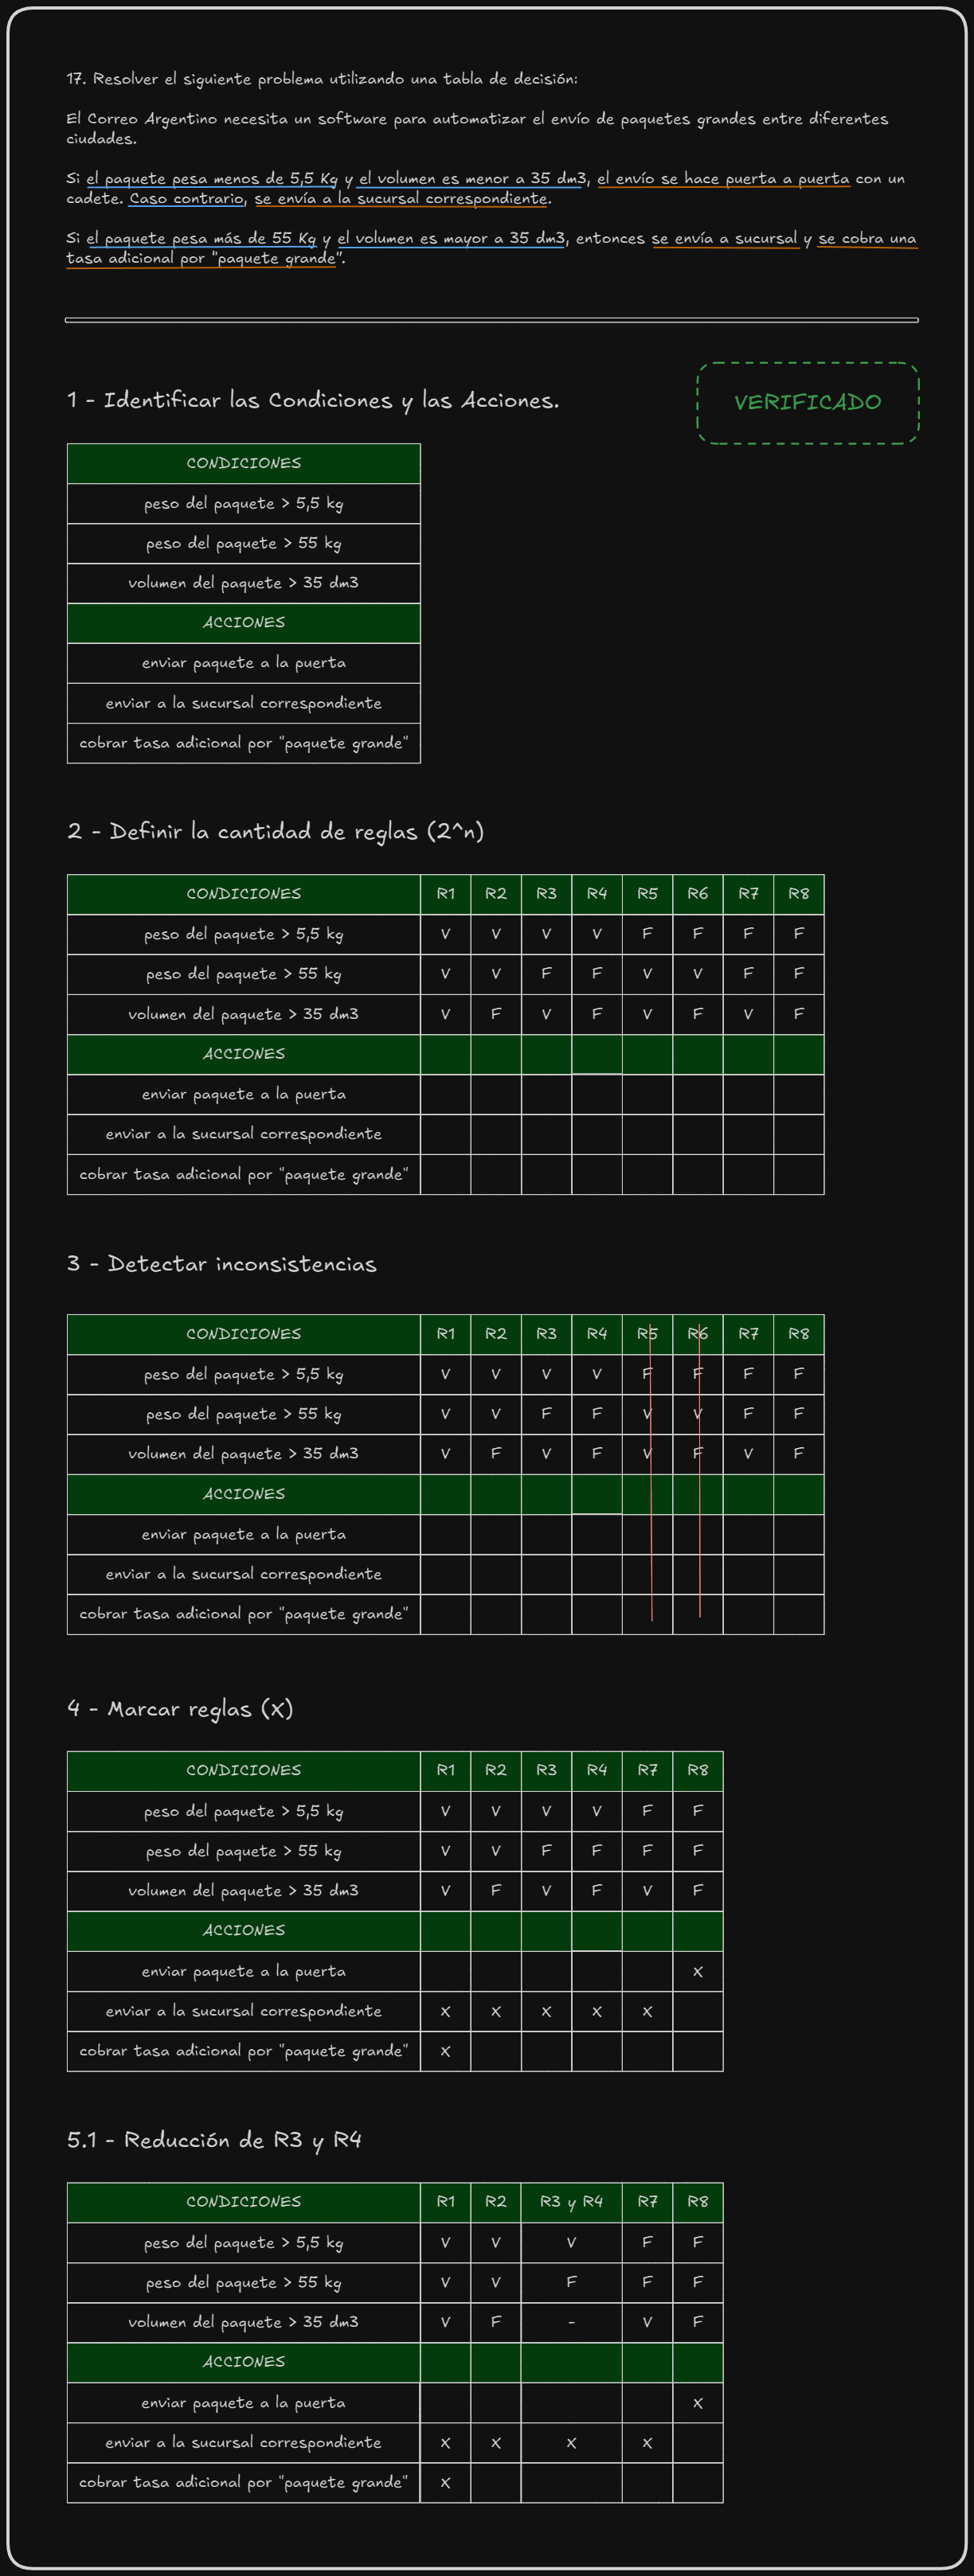 17. Resolver el siguiente problema utilizando una tabla de decisión:
El Correo Argentino necesita un software para automatizar el envío de paquetes grandes entre diferentes
ciudades.
Si el paquete pesa menos de 5,5 Kg y el volumen es menor a 35 dm3, el envío se hace puerta a puerta con un
cadete. Caso contrario, se envía a la sucursal correspondiente.
Si el paquete pesa más de 55 Kg y el volumen es mayor a 35 dm3, entonces se envía a sucursal y se cobra una
tasa adicional por "paquete grande".
1 - Identificar las Condiciones y las Acciones.
VERIFICADO
CONDICIONES
peso del paquete > 5,5 kg
peso del paquete > 55 kg
volumen del paquete > 35 dm3
ACCIONES
enviar paquete a la puerta
enviar a la sucursal correspondiente
cobrar tasa adicional por "paquete grande"
2 - Definir la cantidad de reglas (2^n)
CONDICIONES R1 R2 R3 R4 R5 R6 R7 R8
peso del paquete > 5,5 kg V V V V F F F F
peso del paquete > 55 kg V V F F V V F F
volumen del paquete > 35 dm3 V F V F V F V F
ACCIONES
enviar paquete a la puerta
enviar a la sucursal correspondiente
cobrar tasa adicional por "paquete grande"
3 - Detectar inconsistencias
CONDICIONES R1 R2 R3 R4 R5 R6 R7 R8
peso del paquete > 5,5 kg V V V V F F F F
peso del paquete > 55 kg V V F F V V F F
volumen del paquete > 35 dm3 V F V F V F V F
ACCIONES
enviar paquete a la puerta
enviar a la sucursal correspondiente
cobrar tasa adicional por "paquete grande"
4 - Marcar reglas (X)
CONDICIONES R1 R2 R3 R4 R7 R8
peso del paquete > 5,5 kg V V V V F F
peso del paquete > 55 kg V V F F F F
volumen del paquete > 35 dm3 V F V F V F
ACCIONES
enviar paquete a la puerta X
enviar a la sucursal correspondiente X X X X X
cobrar tasa adicional por "paquete grande" X
5.1 - Reducción de R3 y R4
CONDICIONES R1 R2 R3 y R4 R7 R8
peso del paquete > 5,5 kg V V V F F
peso del paquete > 55 kg V V F F F
volumen del paquete > 35 dm3 V F - V F
ACCIONES
enviar paquete a la puerta X
enviar a la sucursal correspondiente X X X X
cobrar tasa adicional por "paquete grande" X